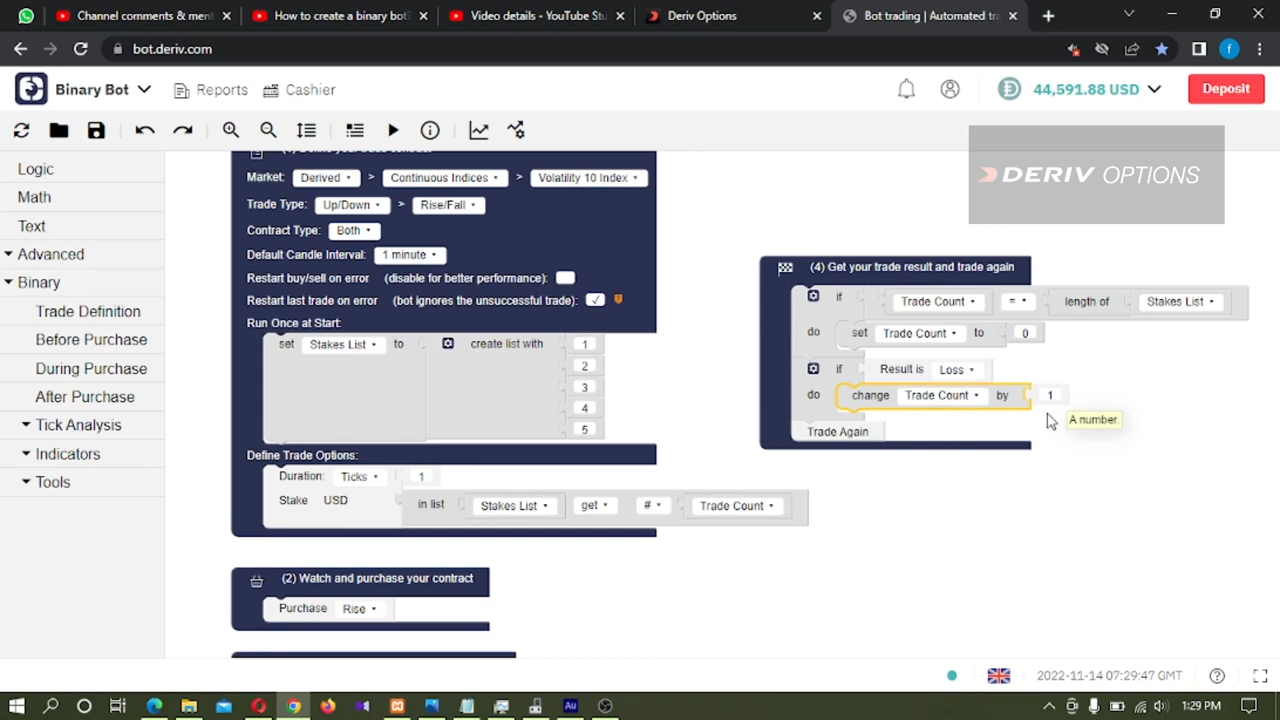 Channel comments & ment
How to create a binary bot?
Video details - YouTube Stu
Deriv Options
Bot trading | Automated tra
bot.deriv.com
f
Binary Bot
Reports
Cashier
44,591.88 USD
Deposit
Logic
Math
Text
Advanced
Binary
Trade Definition
Before Purchase
During Purchase
After Purchase
Tick Analysis
Indicators
Tools
DERIV OPTIONS
Market: Derived > Continuous Indices > Volatility 10 Index
Trade Type: Up/Down > Rise/Fall
Contract Type: Both
Default Candle Interval: 1 minute
Restart buy/sell on error (disable for better performance):
Restart last trade on error (bot ignores the unsuccessful trade): ✓
Run Once at Start:
set Stakes List to create list with 1
2
3
4
5
Define Trade Options:
Duration: Ticks 1
Stake USD in list Stakes List get # Trade Count
(2) Watch and purchase your contract
Purchase Rise
(4) Get your trade result and trade again
if Trade Count = length of Stakes List
do set Trade Count to 0
if Result is Loss
do change Trade Count by 1
A number.
Trade Again
2022-11-14 07:29:47 GMT
1:29 PM